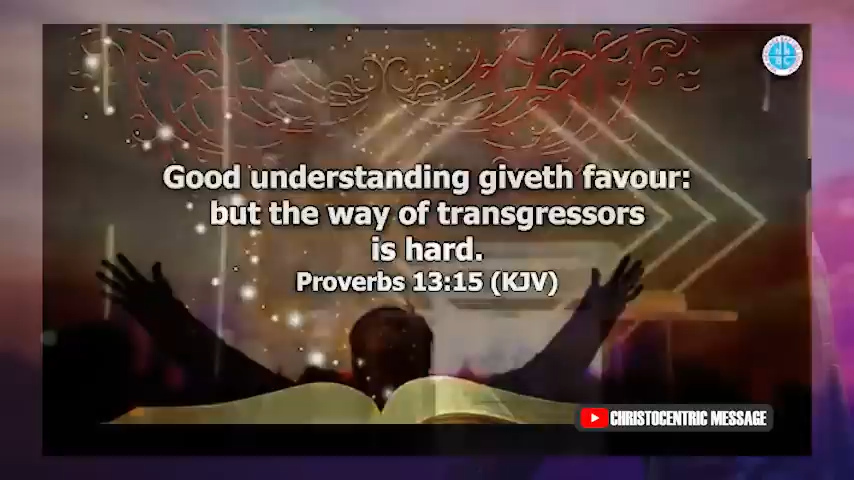 Good understanding giveth favour:
but the way of transgressors
is hard.
Proverbs 13:15 (KJV)
CHRISTOCENTRIC MESSAGE